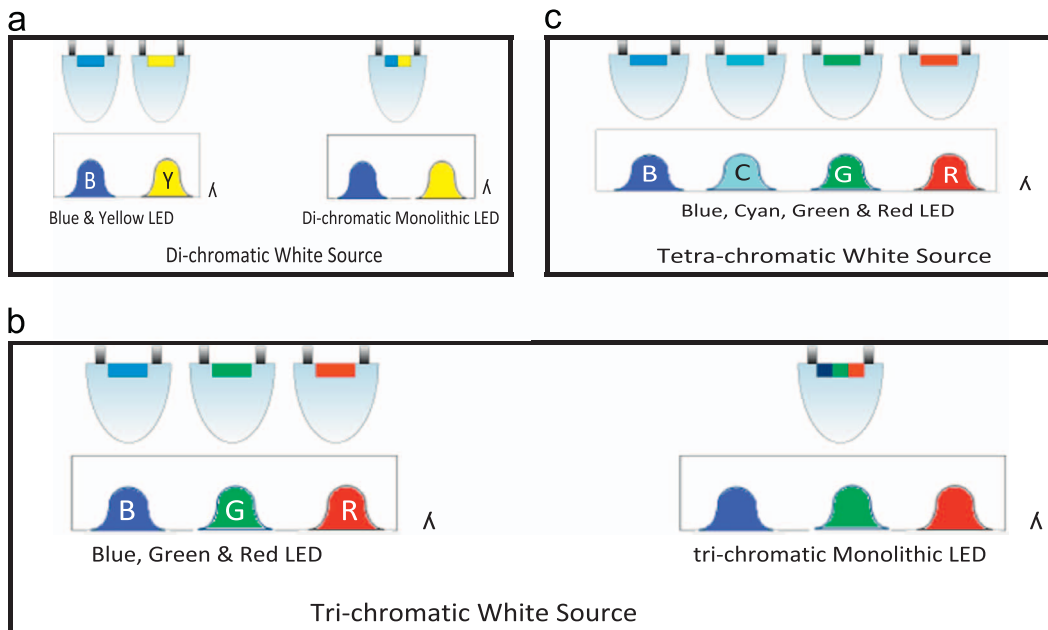 a
B
Y
λ
Blue & Yellow LED
λ
Di-chromatic Monolithic LED
Di-chromatic White Source
c
B
C
G
R
λ
Blue, Cyan, Green & Red LED
Tetra-chromatic White Source
b
B
G
R
λ
Blue, Green & Red LED
λ
tri-chromatic Monolithic LED
Tri-chromatic White Source